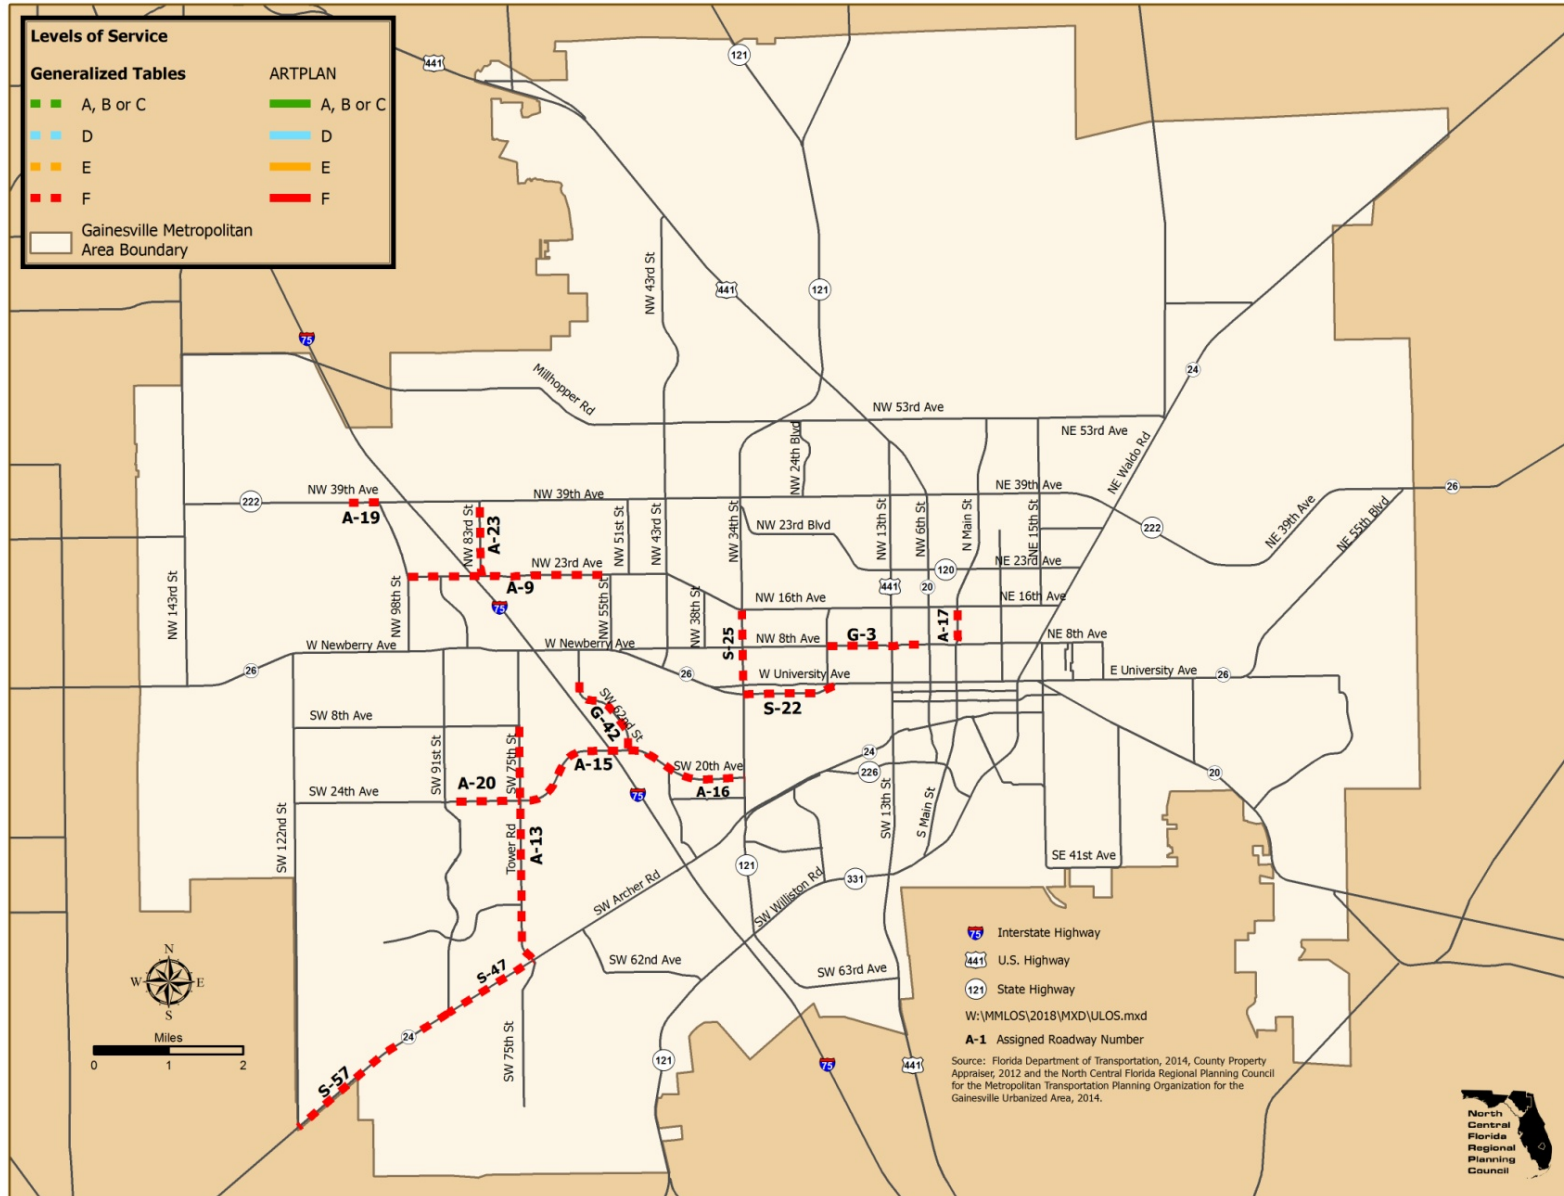 Levels of Service
Generalized Tables
ARTPLAN
A, B or C
A, B or C
D
D
E
E
F
F
Gainesville Metropolitan
Area Boundary
441
121
441
121
75
NW 43rd St
24
Millhopper Rd
NW 53rd Ave
NE 53rd Ave
NW 24th Blvd
NE Waldo Rd
222
NW 39th Ave
A-19
NW 39th Ave
NE 39th Ave
26
NW 83rd St
A-23
NW 51st St
NW 43rd St
NW 34th St
NW 23rd Blvd
NW 13th St
NW 6th St
N Main St
NE 15th St
222
NE 39th Ave
NE 55th Blvd
NW 143rd St
NW 98th St
NW 23rd Ave
A-9
75
NW 55th St
NW 38th St
120
NE 23rd Ave
441
20
NW 16th Ave
NE 16th Ave
A-17
S-25
NW 8th Ave
G-3
NE 8th Ave
W Newberry Ave
W Newberry Ave
26
26
W University Ave
E University Ave
26
S-22
SW 62nd St
G-42
SW 8th Ave
SW 91st St
SW 75th St
A-15
24
226
SW 20th Ave
A-16
A-20
75
20
SW 24th Ave
SW 122nd St
Tower Rd
A-13
SW 13th St
S Main St
SE 41st Ave
121
331
SW Archer Rd
SW Williston Rd
SW 62nd Ave
SW 63rd Ave
S-47
24
SW 75th St
S-57
121
75
441
N
W
E
S
Miles
0
1
2
75
Interstate Highway
441
U.S. Highway
121
State Highway
W:\MMLOS\2018\MXD\ULOS.mxd
A-1 Assigned Roadway Number
Source: Florida Department of Transportation, 2014, County Property
Appraiser, 2012 and the North Central Florida Regional Planning Council
for the Metropolitan Transportation Planning Organization for the
Gainesville Urbanized Area, 2014.
North
Central
Florida
Regional
Planning
Council